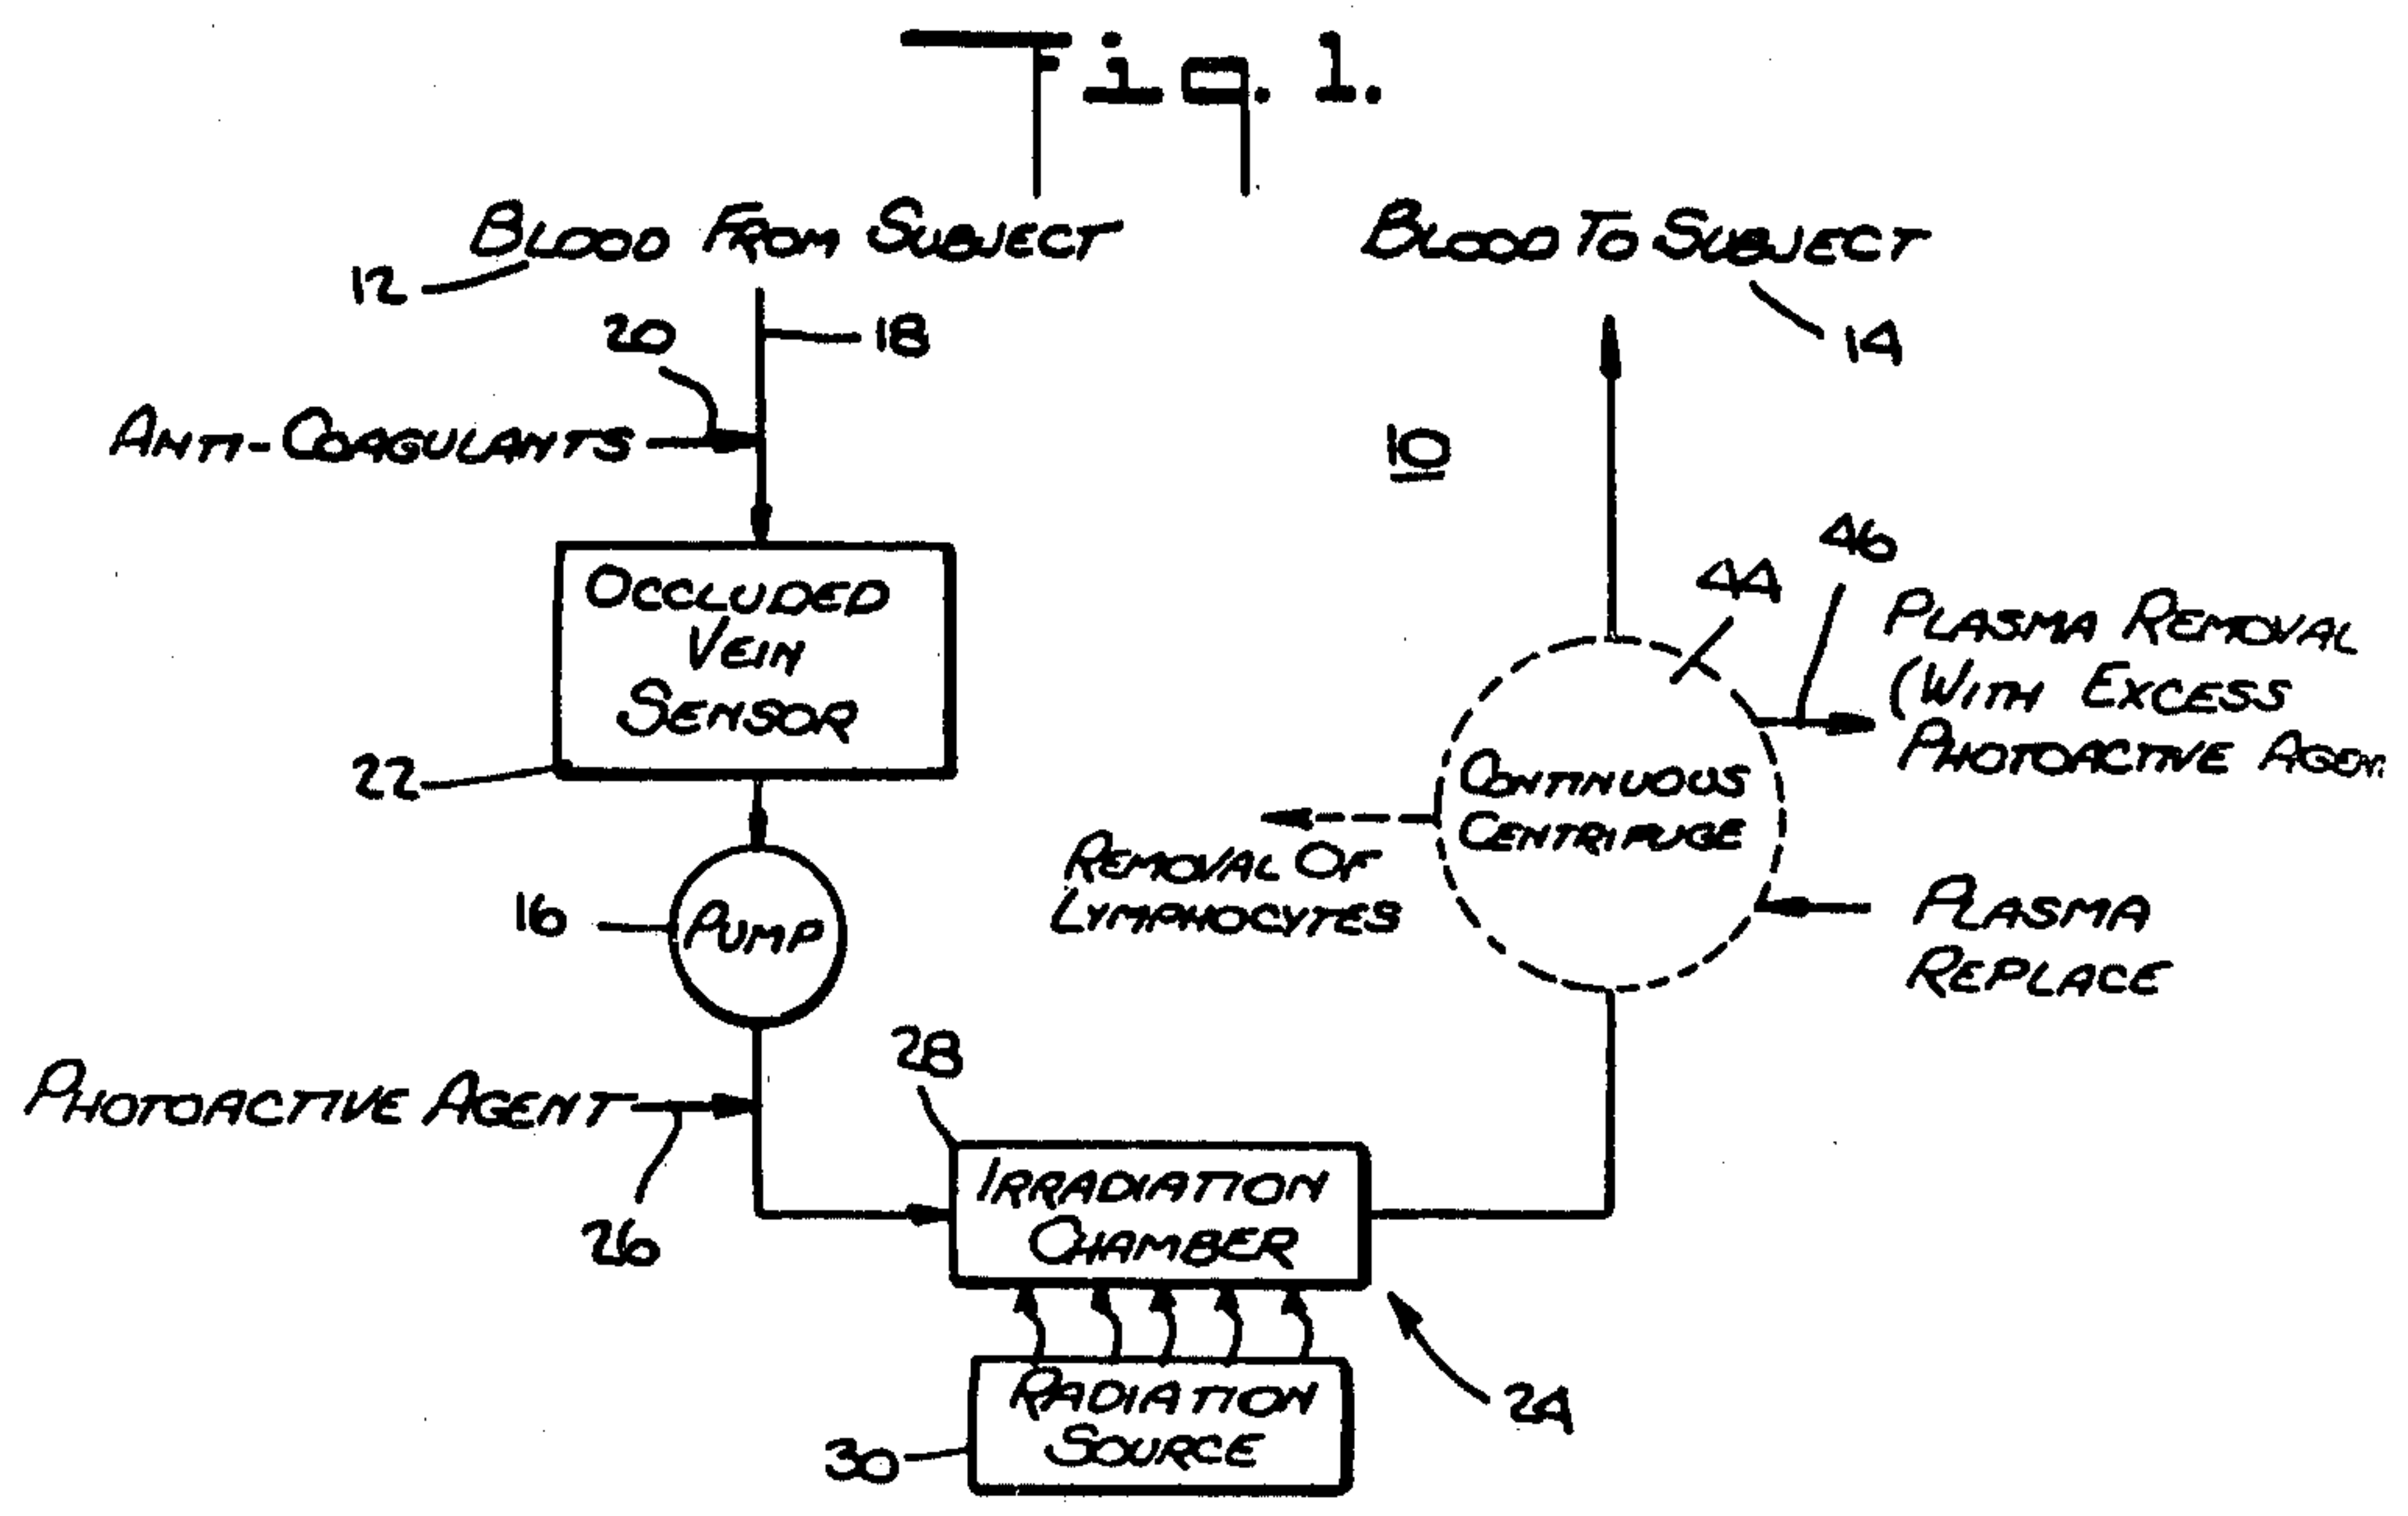 Fig. 1.
BLOOD FROM SUBJECT
BLOOD TO SUBJECT
12
20
18
14
ANTI-COAGULANTS
10
46
44
OCCLUDED
VEIN
SENSOR
PLASMA REMOVAL
(WITH EXCESS
PHOTOACTIVE AGEN
22
CONTINUOUS
CENTRIFUGE
REMOVAL OF
LYMPHOCYTES
16
PUMP
PLASMA
REPLACE
28
PHOTOACTIVE AGENT
26
IRRADIATION
CHAMBER
24
RADIATION
SOURCE
30